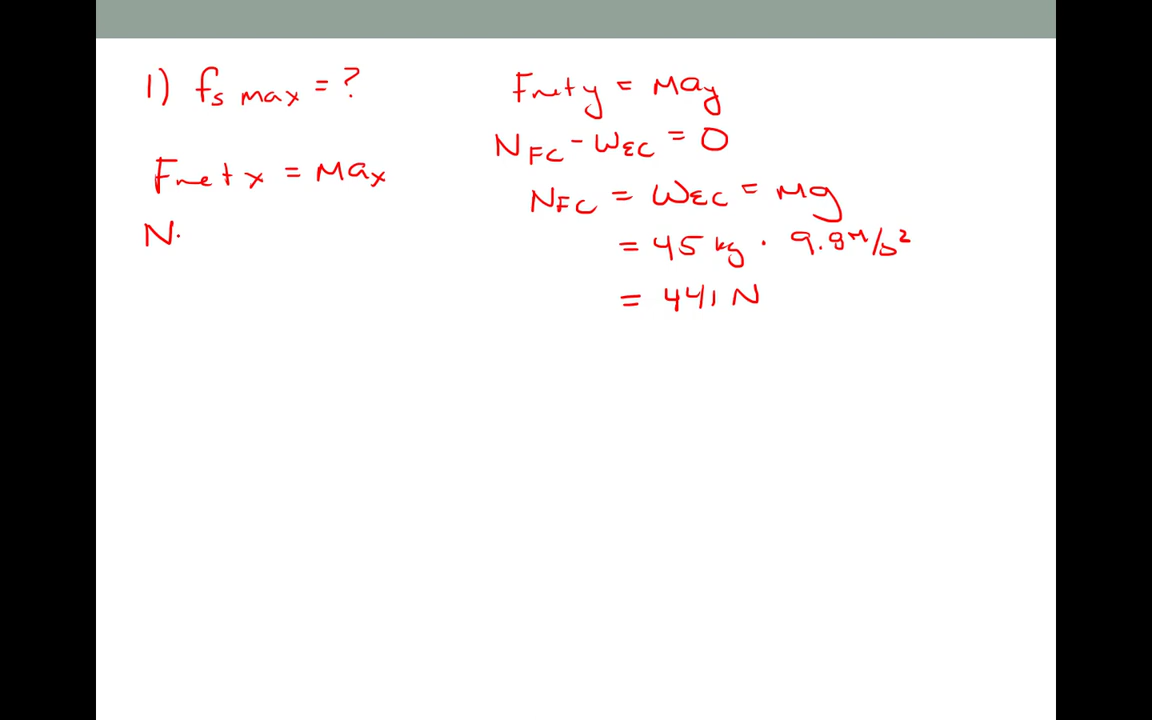 1) fs max = ?
Fnet x = Max
N.
Fnet y = May
NFC - WEC = 0
NFC = WEC = Mg
= 45 kg · 9.8 M/s²
= 441 N